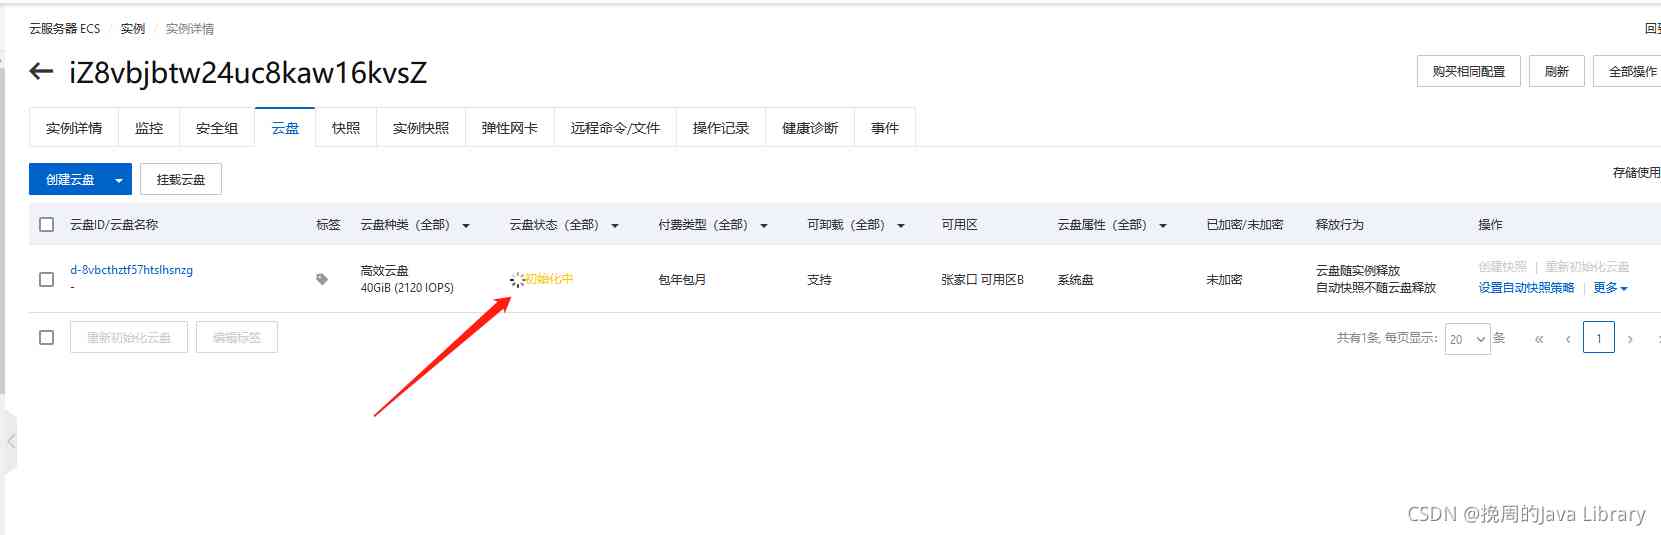 云服务器 ECS / 实例 / 实例详情
iZ8vbjbtw24uc8kaw16kvsZ
购买相同配置 刷新 全部操作
实例详情 监控 安全组 云盘 快照 实例快照 弹性网卡 远程命令/文件 操作记录 健康诊断 事件
创建云盘 挂载云盘
存储使用
云盘ID/云盘名称 标签 云盘种类（全部） 云盘状态（全部） 付费类型（全部） 可卸载（全部） 可用区 云盘属性（全部） 已加密/未加密 释放行为 操作
d-8vbcthztf57htslhsnzg
-
高效云盘
40GiB (2120 IOPS)
初始化中
包年包月
支持
张家口 可用区B
系统盘
未加密
云盘随实例释放
自动快照不随云盘释放
创建快照 | 重新初始化云盘
设置自动快照策略 | 更多
重新初始化云盘 编辑标签
共有1条, 每页显示: 20 条 « ‹ 1 ›
CSDN @挽周的Java Library